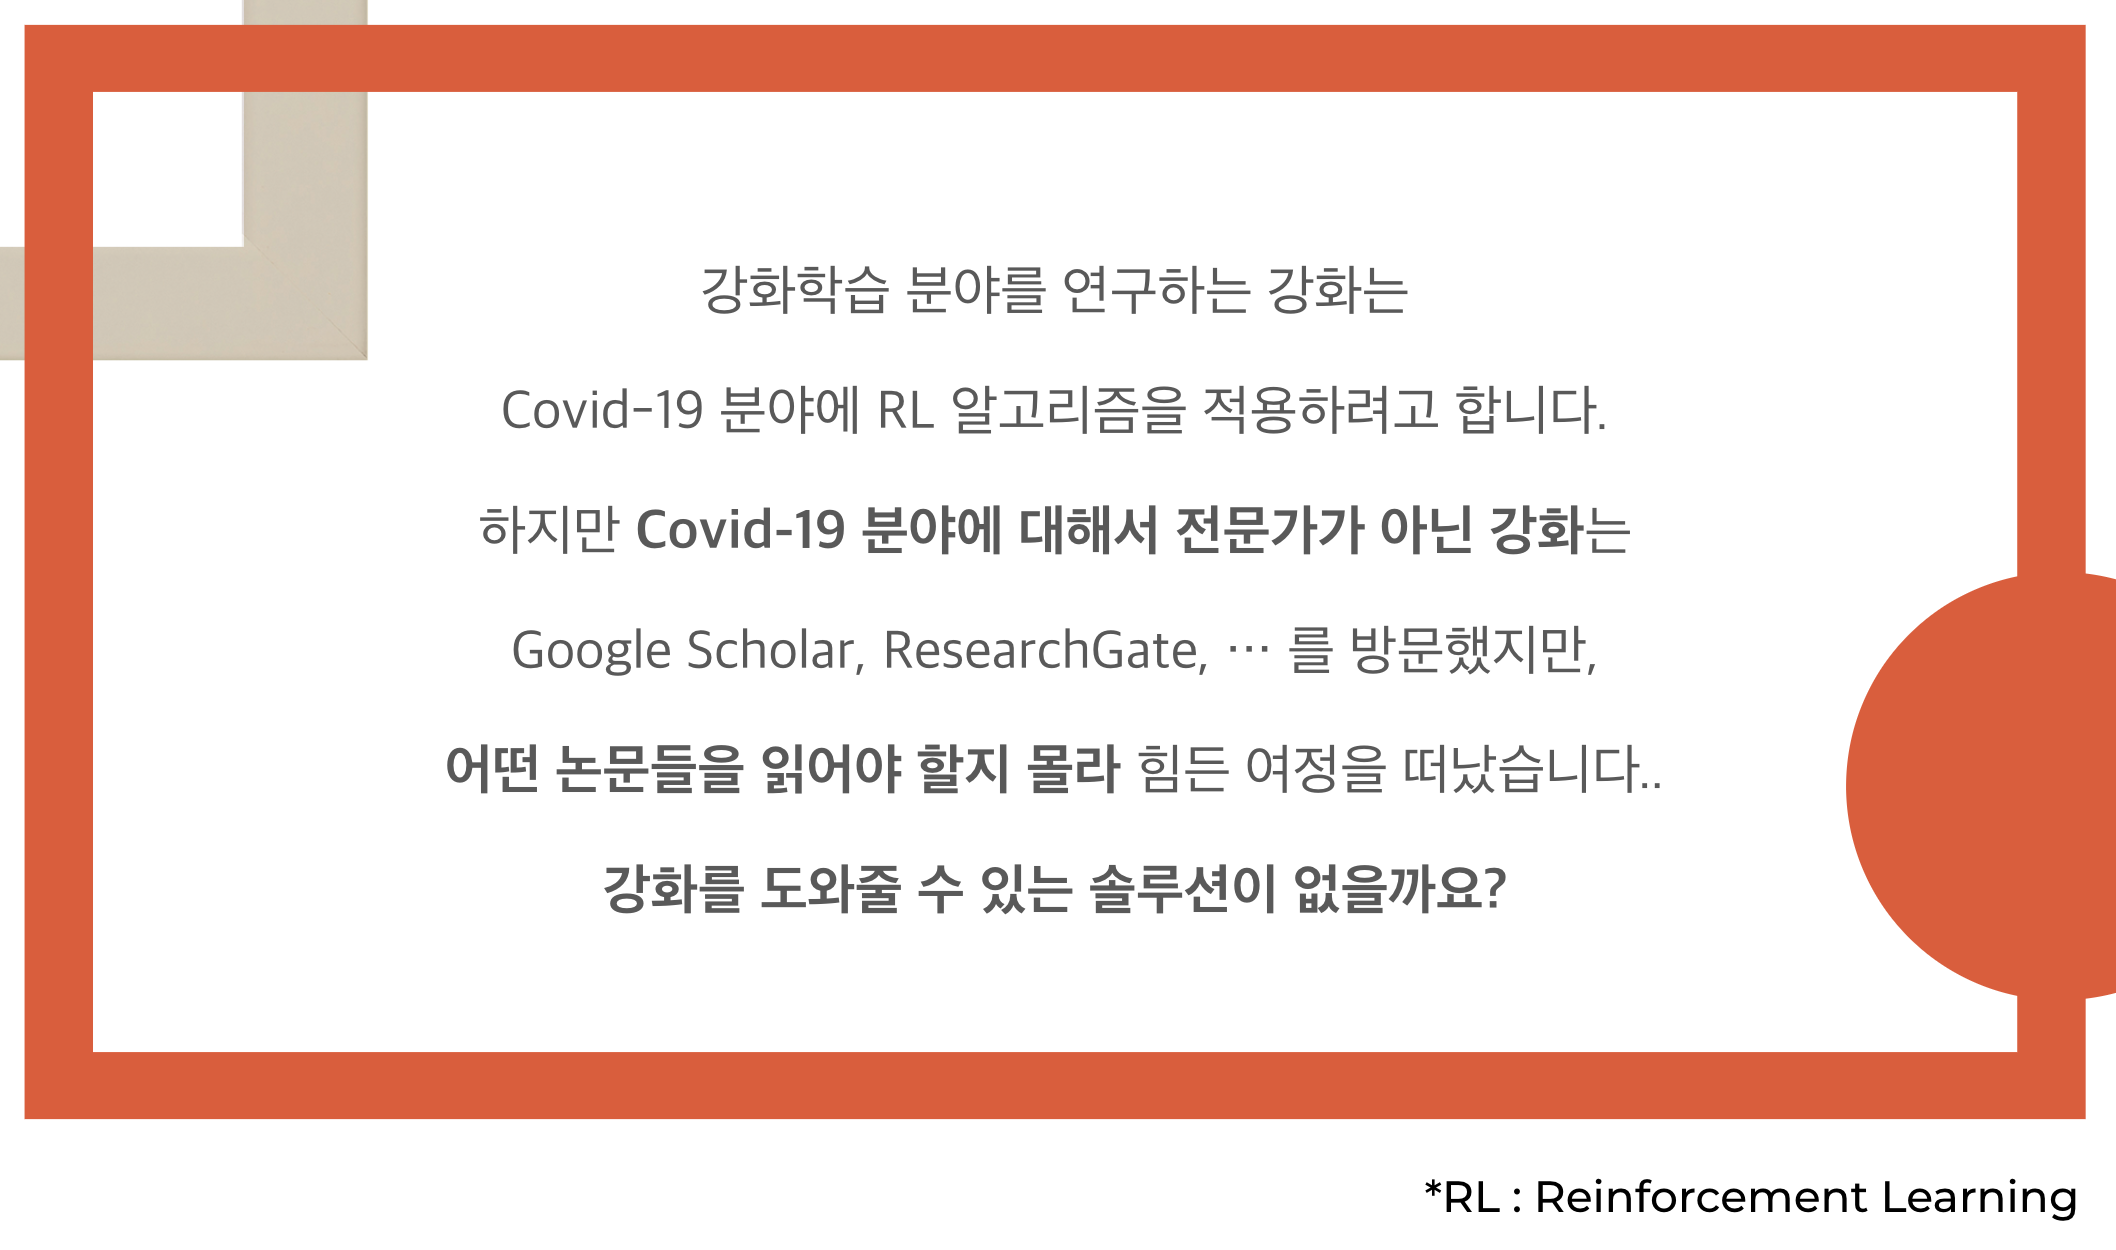 강화학습 분야를 연구하는 강화는
Covid-19 분야에 RL 알고리즘을 적용하려고 합니다.
하지만 Covid-19 분야에 대해서 전문가가 아닌 강화는
Google Scholar, ResearchGate, … 를 방문했지만,
어떤 논문들을 읽어야 할지 몰라 힘든 여정을 떠났습니다..
강화를 도와줄 수 있는 솔루션이 없을까요?
*RL : Reinforcement Learning